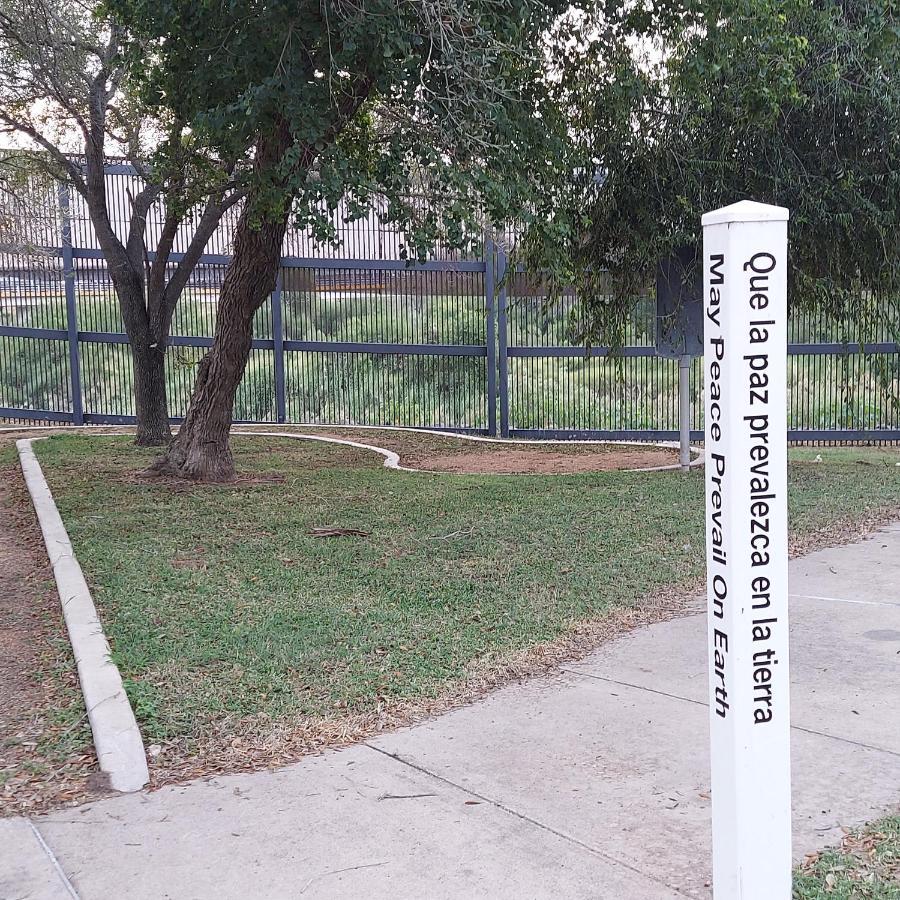 May Peace Prevail On Earth
Que la paz prevalezca en la tierra